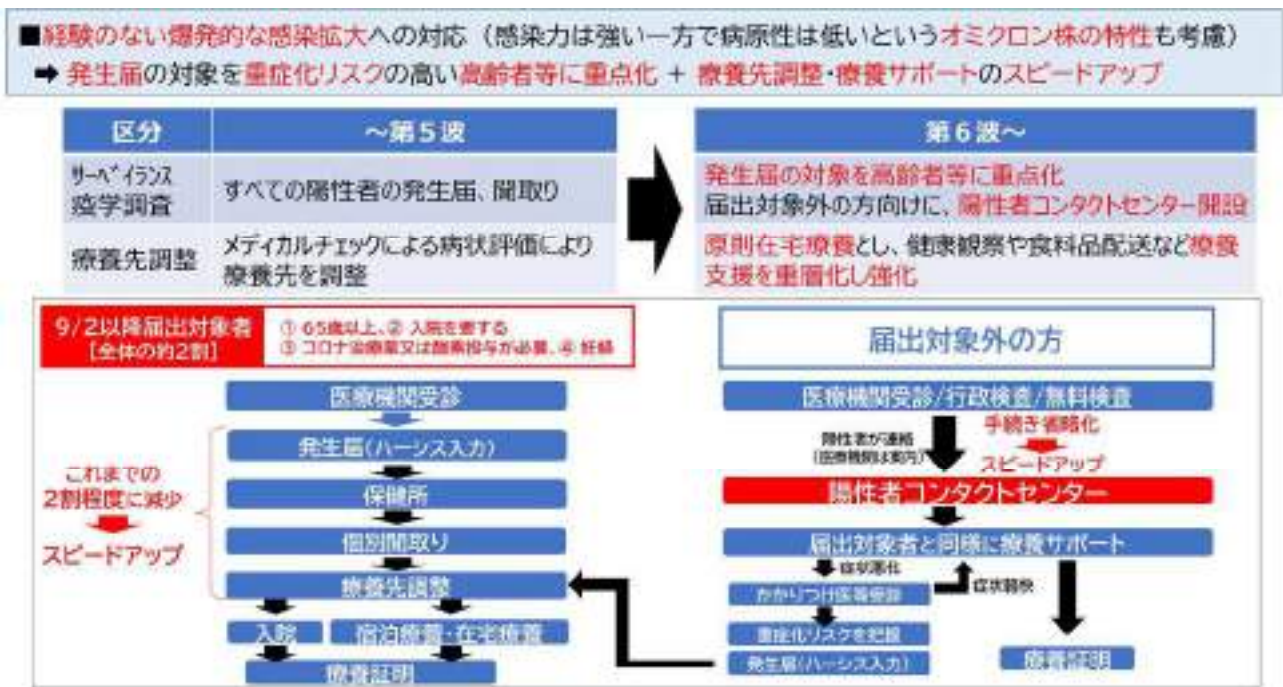 ■経験のない爆発的な感染拡大への対応（感染力は強い一方で病原性は低いというオミクロン株の特性も考慮）
➡ 発生届の対象を重症化リスクの高い高齢者等に重点化 + 療養先調整・療養サポートのスピードアップ
区分
～第５波
第６波～
サーベイランス
疫学調査
すべての陽性者の発生届、聞取り
発生届の対象を高齢者等に重点化
届出対象外の方向けに、陽性者コンタクトセンター開設
療養先調整
メディカルチェックによる病状評価により
療養先を調整
原則在宅療養とし、健康観察や食料品配送など療養
支援を重層化し強化
9/2以降届出対象者
[全体の約2割]
① 65歳以上、② 入院を要する
③ コロナ治療薬又は酸素投与が必要、④ 妊婦
医療機関受診
発生届(ハーシス入力)
保健所
個別聞取り
療養先調整
入院
宿泊療養・在宅療養
療養証明
これまでの
2割程度に減少
スピードアップ
届出対象外の方
医療機関受診/行政検査/無料検査
陽性者が連絡
(医療機関は案内)
手続き省略化
スピードアップ
陽性者コンタクトセンター
届出対象者と同様に療養サポート
症状悪化
かかりつけ医等受診
症状軽快
重症化リスクを把握
発生届(ハーシス入力)
療養証明